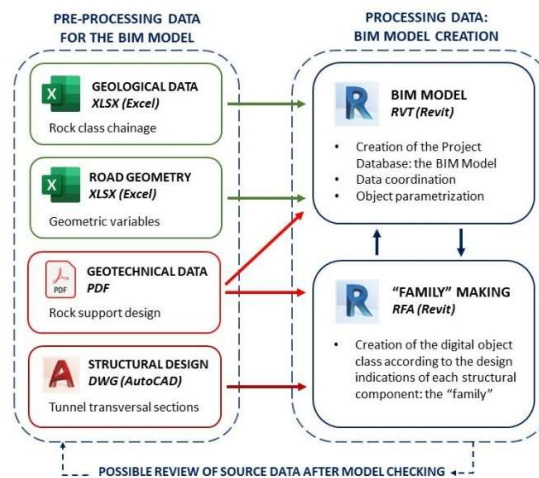 PRE-PROCESSING DATA
FOR THE BIM MODEL
GEOLOGICAL DATA
XLSX (Excel)
Rock class chainage
ROAD GEOMETRY
XLSX (Excel)
Geometric variables
GEOTECHNICAL DATA
PDF
PDF
Rock support design
STRUCTURAL DESIGN
DWG (AutoCAD)
Tunnel transversal sections
PROCESSING DATA:
BIM MODEL CREATION
BIM MODEL
RVT (Revit)
• Creation of the Project
Database: the BIM Model
• Data coordination
• Object parametrization
“FAMILY” MAKING
RFA (Revit)
• Creation of the digital object
class according to the design
indications of each structural
component: the “family”
POSSIBLE REVIEW OF SOURCE DATA AFTER MODEL CHECKING